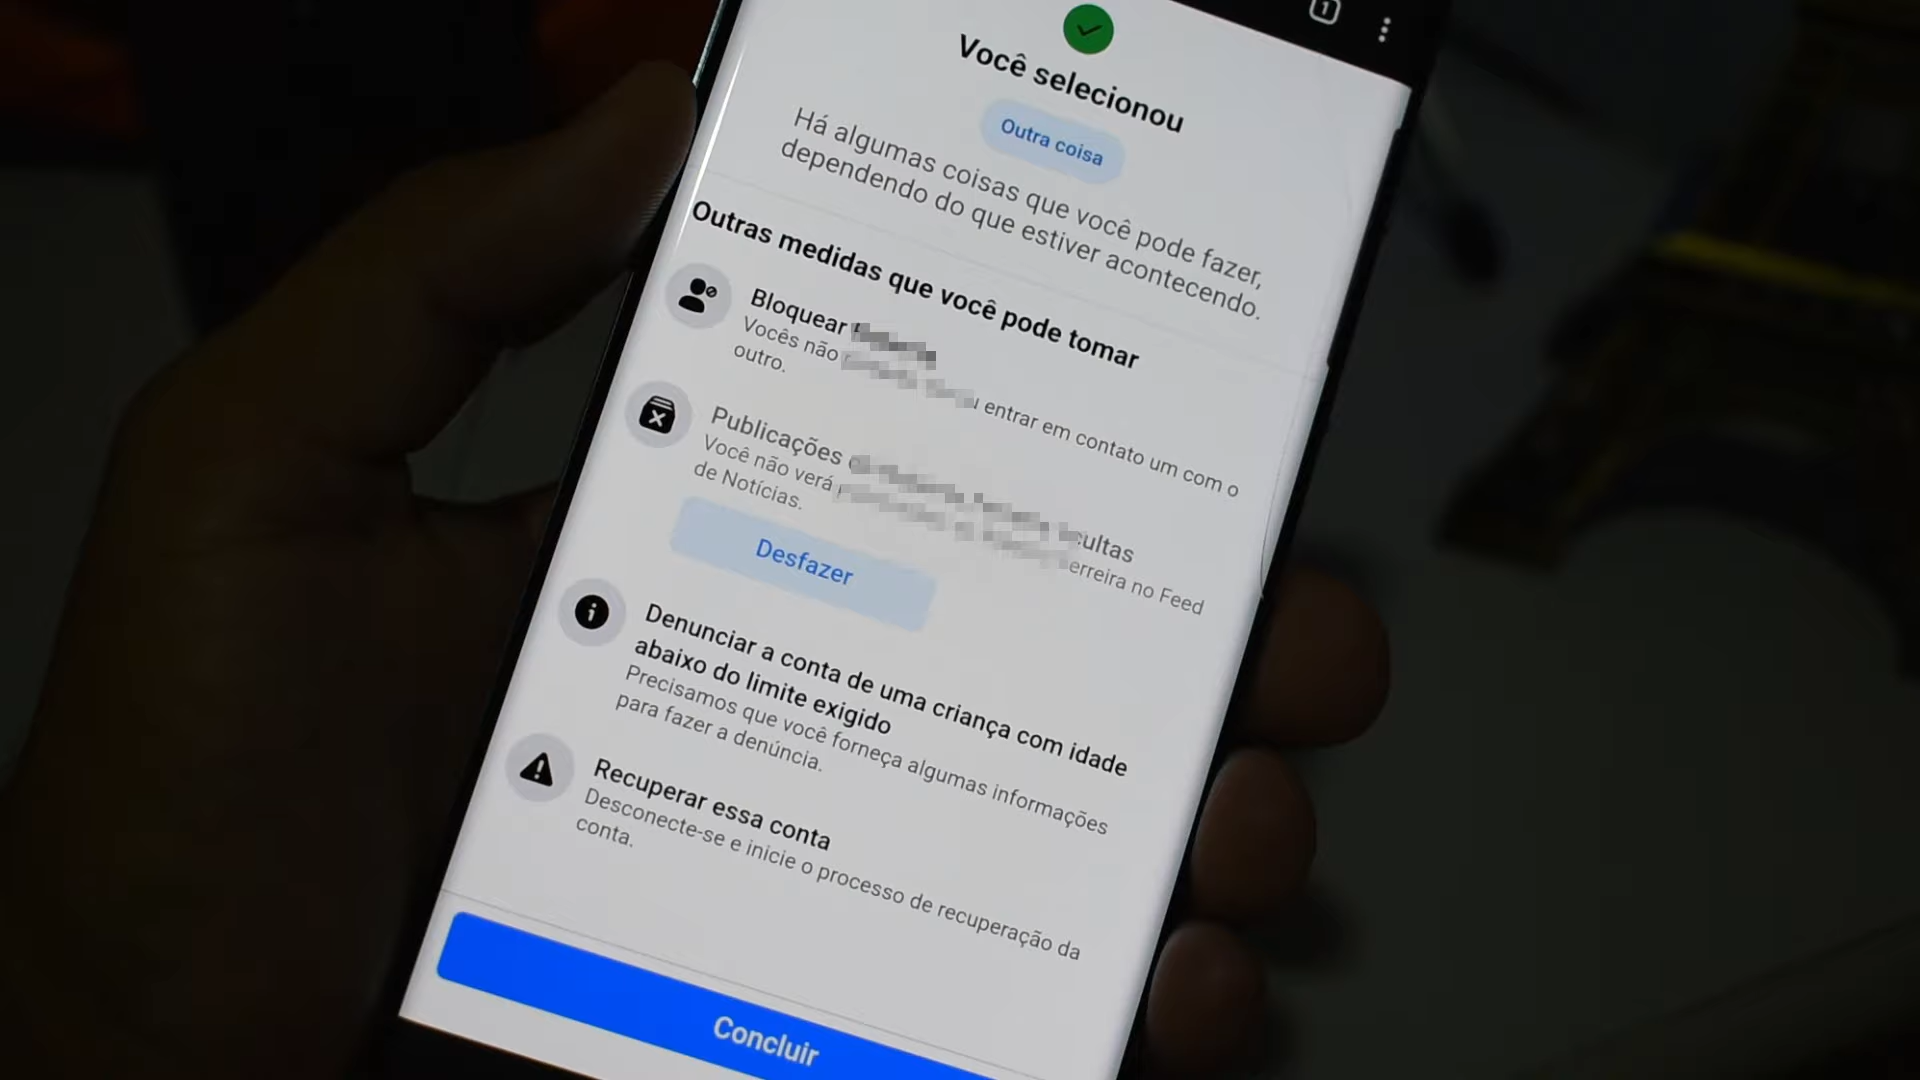 1
Você selecionou
Outra coisa
Há algumas coisas que você pode fazer,
dependendo do que estiver acontecendo.
Outras medidas que você pode tomar
Bloquear
Vocês não entrar em contato um com o
outro.
Publicações ocultas
Você não verá Ferreira no Feed
de Notícias.
Desfazer
Denunciar a conta de uma criança com idade
abaixo do limite exigido
Precisamos que você forneça algumas informações
para fazer a denúncia.
Recuperar essa conta
Desconecte-se e inicie o processo de recuperação da
conta.
Concluir